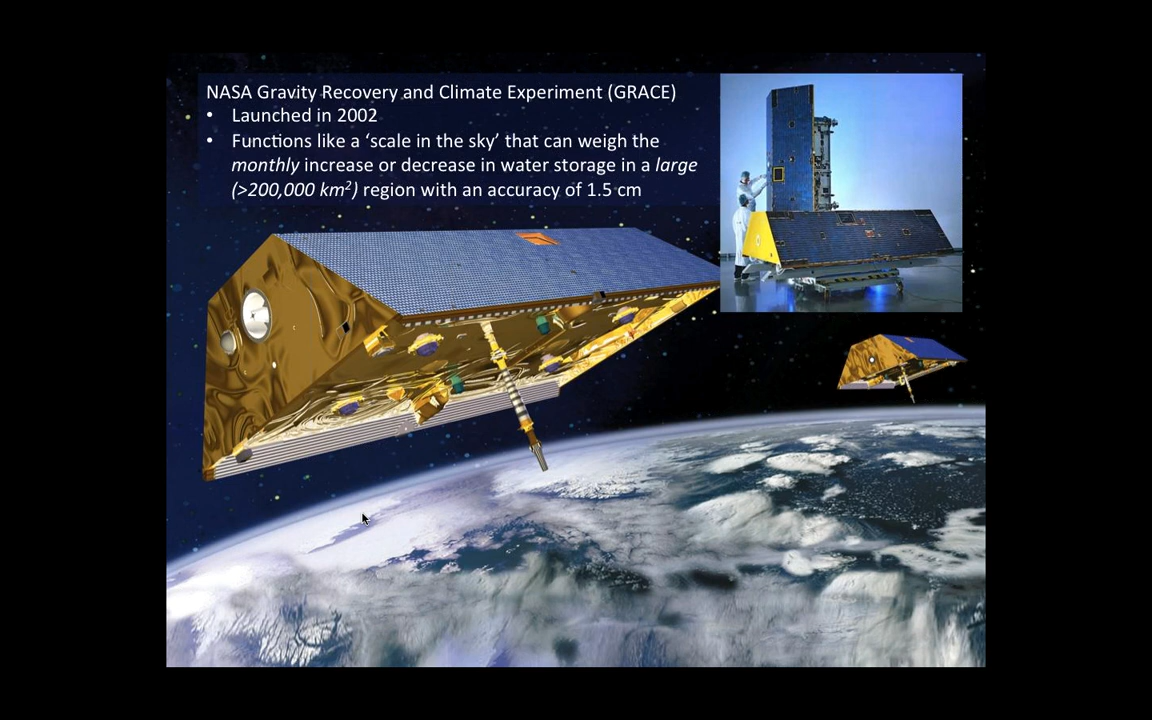 NASA Gravity Recovery and Climate Experiment (GRACE)
• Launched in 2002
• Functions like a ‘scale in the sky’ that can weigh the
monthly increase or decrease in water storage in a large
(>200,000 km²) region with an accuracy of 1.5 cm